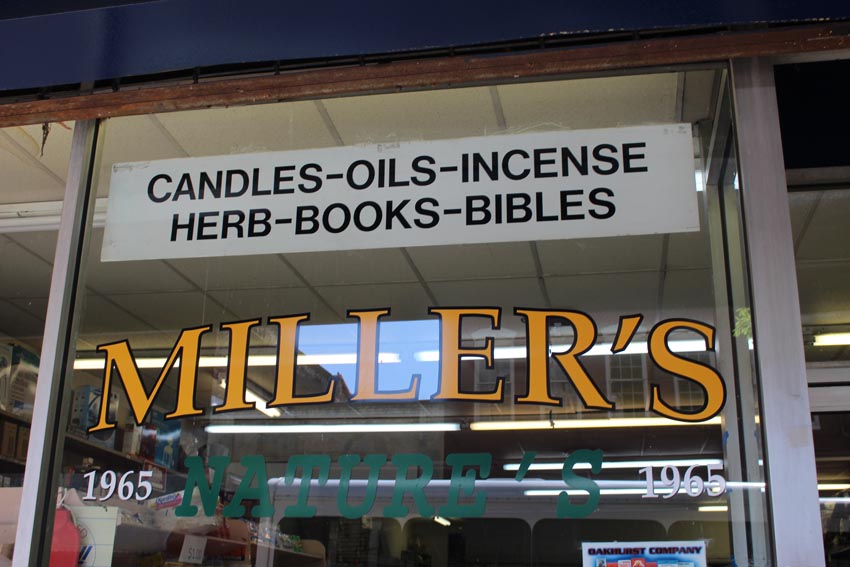 CANDLES-OILS-INCENSE
HERB-BOOKS-BIBLES
MILLER'S
1965 NATURE'S 1965
OAKHURST COMPANY